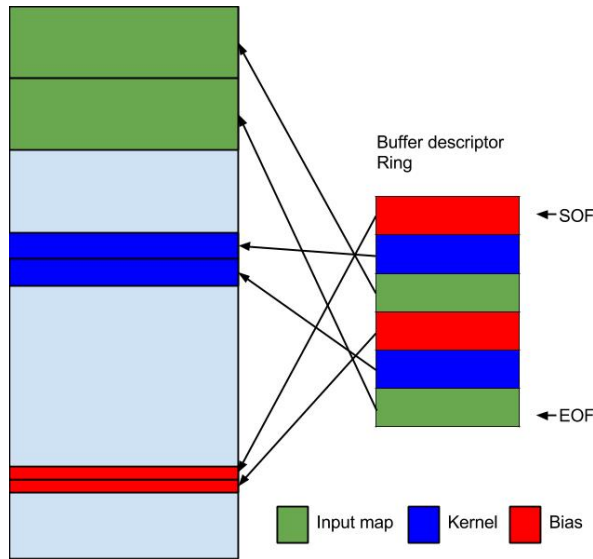 Buffer descriptor
Ring
SOF
EOF
Input map
Kernel
Bias